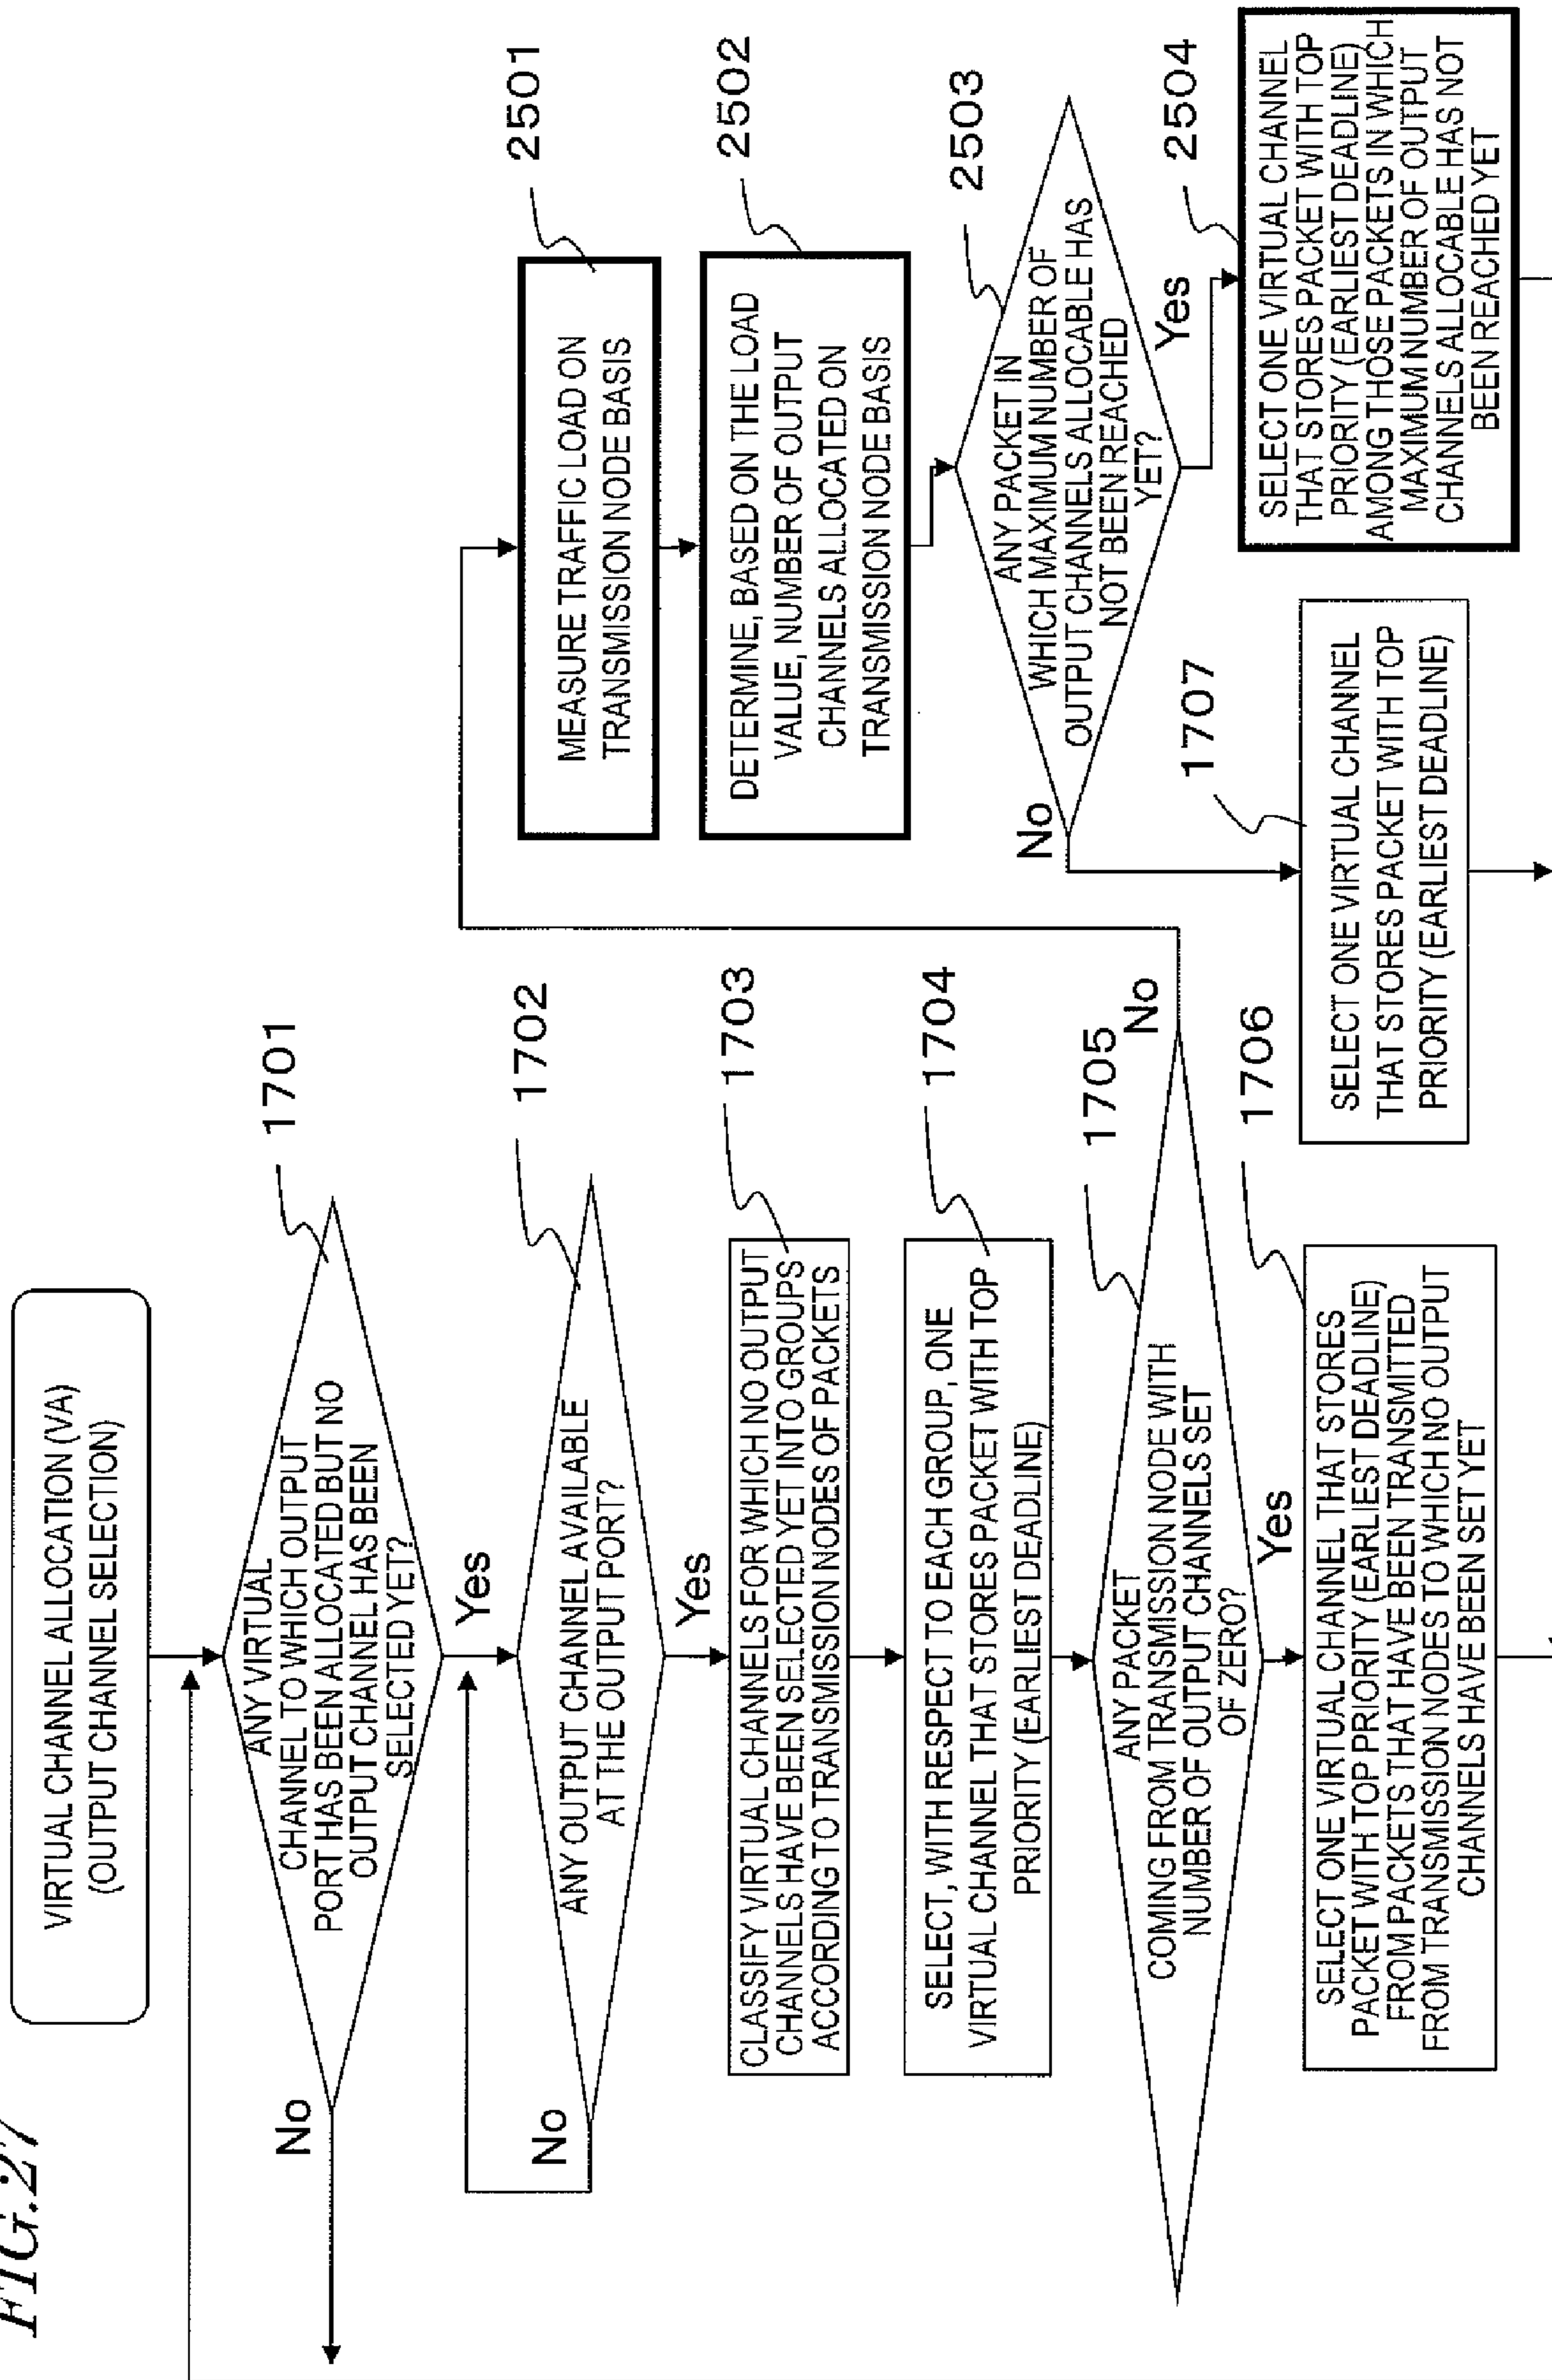 FIG.27
VIRTUAL CHANNEL ALLOCATION (VA)
(OUTPUT CHANNEL SELECTION)
1701
ANY VIRTUAL
CHANNEL TO WHICH OUTPUT
PORT HAS BEEN ALLOCATED BUT NO
OUTPUT CHANNEL HAS BEEN
SELECTED YET?
No
Yes
1702
ANY OUTPUT CHANNEL AVAILABLE
AT THE OUTPUT PORT?
No
Yes
1703
CLASSIFY VIRTUAL CHANNELS FOR WHICH NO OUTPUT
CHANNELS HAVE BEEN SELECTED YET INTO GROUPS
ACCORDING TO TRANSMISSION NODES OF PACKETS
1704
SELECT, WITH RESPECT TO EACH GROUP, ONE
VIRTUAL CHANNEL THAT STORES PACKET WITH TOP
PRIORITY (EARLIEST DEADLINE)
1705
ANY PACKET
COMING FROM TRANSMISSION NODE WITH
NUMBER OF OUTPUT CHANNELS SET
OF ZERO?
No
Yes
1706
SELECT ONE VIRTUAL CHANNEL THAT STORES
PACKET WITH TOP PRIORITY (EARLIEST DEADLINE)
FROM PACKETS THAT HAVE BEEN TRANSMITTED
FROM TRANSMISSION NODES TO WHICH NO OUTPUT
CHANNELS HAVE BEEN SET YET
2501
MEASURE TRAFFIC LOAD ON
TRANSMISSION NODE BASIS
2502
DETERMINE, BASED ON THE LOAD
VALUE, NUMBER OF OUTPUT
CHANNELS ALLOCATED ON
TRANSMISSION NODE BASIS
2503
ANY PACKET IN
WHICH MAXIMUM NUMBER OF
OUTPUT CHANNELS ALLOCABLE HAS
NOT BEEN REACHED
YET?
No
Yes
1707
SELECT ONE VIRTUAL CHANNEL
THAT STORES PACKET WITH TOP
PRIORITY (EARLIEST DEADLINE)
2504
SELECT ONE VIRTUAL CHANNEL
THAT STORES PACKET WITH TOP
PRIORITY (EARLIEST DEADLINE)
AMONG THOSE PACKETS IN WHICH
MAXIMUM NUMBER OF OUTPUT
CHANNELS ALLOCABLE HAS NOT
BEEN REACHED YET